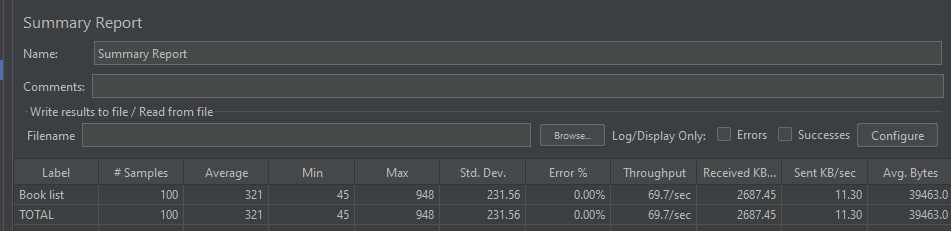 Summary Report
Name: Summary Report
Comments:
Write results to file / Read from file
Filename Browse... Log/Display Only: Errors Successes Configure
Label # Samples Average Min Max Std. Dev. Error % Throughput Received KB... Sent KB/sec Avg. Bytes
Book list 100 321 45 948 231.56 0.00% 69.7/sec 2687.45 11.30 39463.0
TOTAL 100 321 45 948 231.56 0.00% 69.7/sec 2687.45 11.30 39463.0